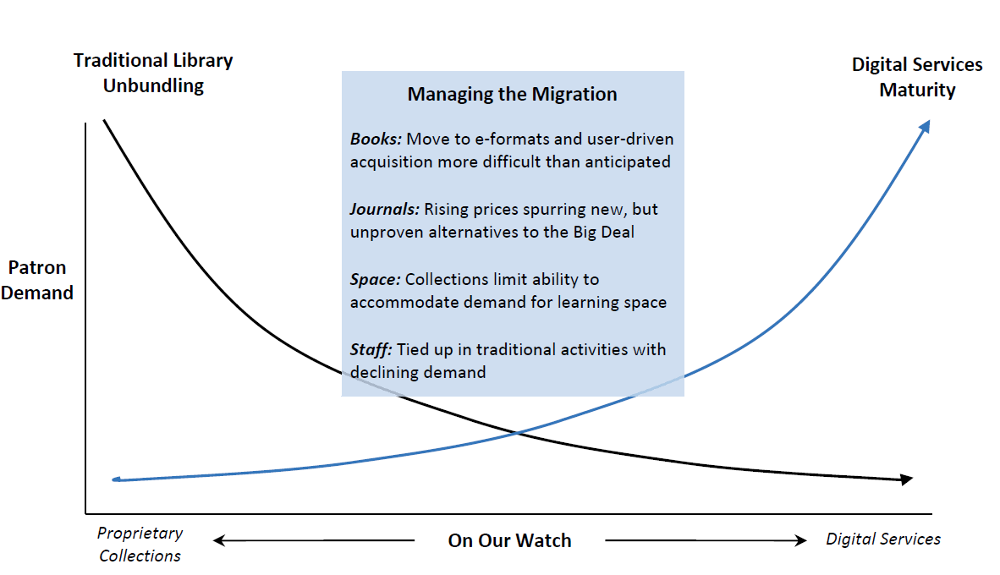 Traditional Library
Unbundling
Digital Services
Maturity
Managing the Migration
Books: Move to e-formats and user-driven
acquisition more difficult than anticipated
Journals: Rising prices spurring new, but
unproven alternatives to the Big Deal
Space: Collections limit ability to
accommodate demand for learning space
Staff: Tied up in traditional activities with
declining demand
Patron
Demand
Proprietary
Collections
On Our Watch
Digital Services